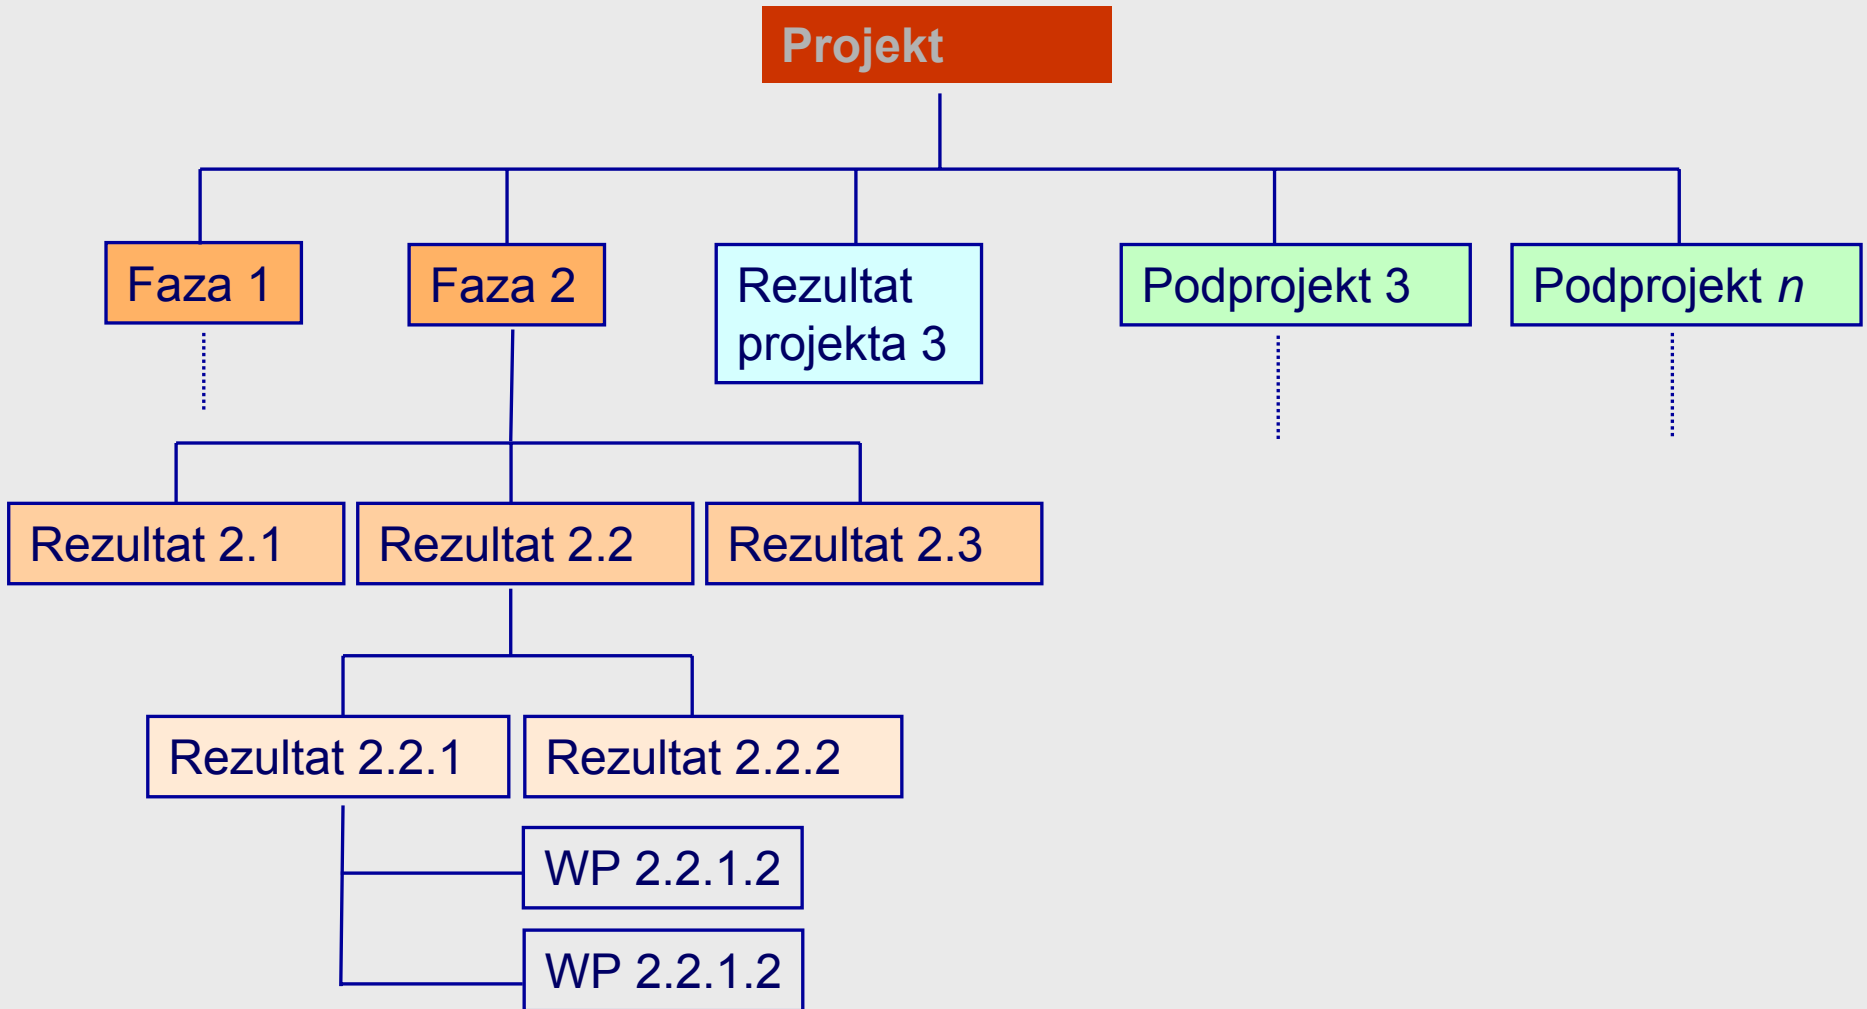 Projekt
Faza 1
Faza 2
Rezultat
projekta 3
Podprojekt 3
Podprojekt n
Rezultat 2.1
Rezultat 2.2
Rezultat 2.3
Rezultat 2.2.1
Rezultat 2.2.2
WP 2.2.1.2
WP 2.2.1.2